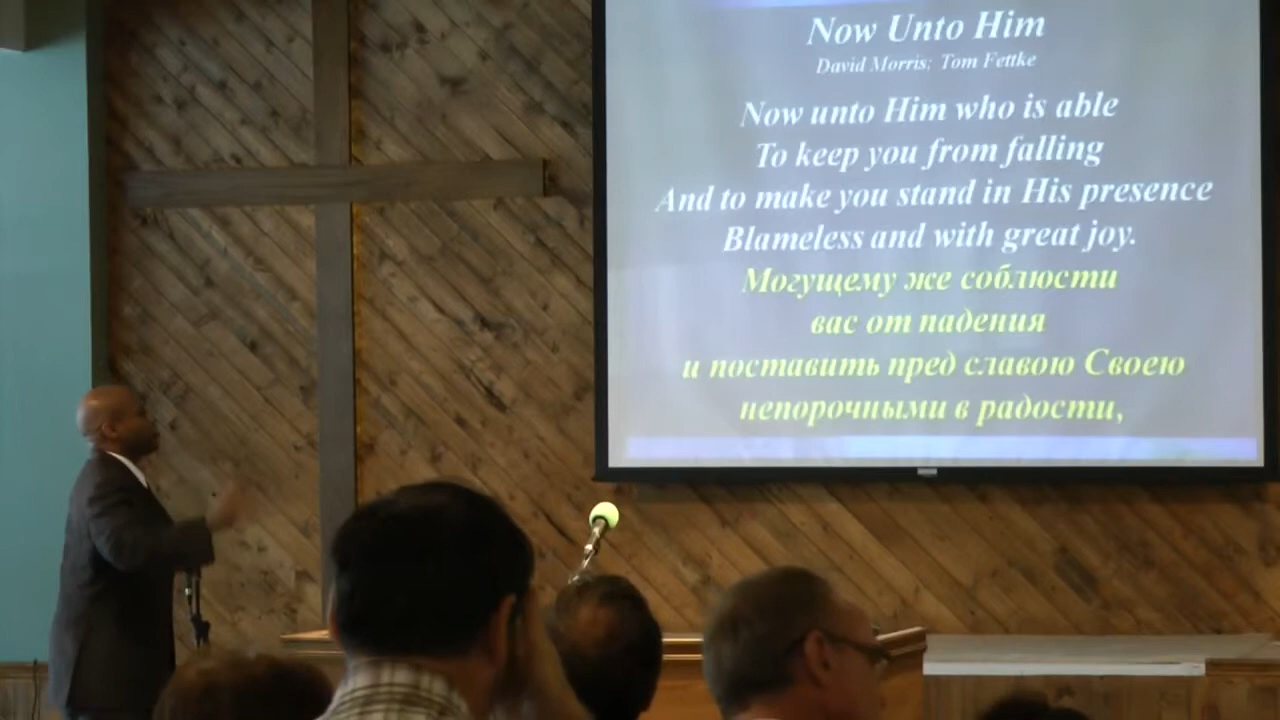 Now Unto Him
David Morris; Tom Fettke
Now unto Him who is able
To keep you from falling
And to make you stand in His presence
Blameless and with great joy.
Могущему же соблюсти
вас от падения
и поставить пред славою Своею
непорочными в радости,